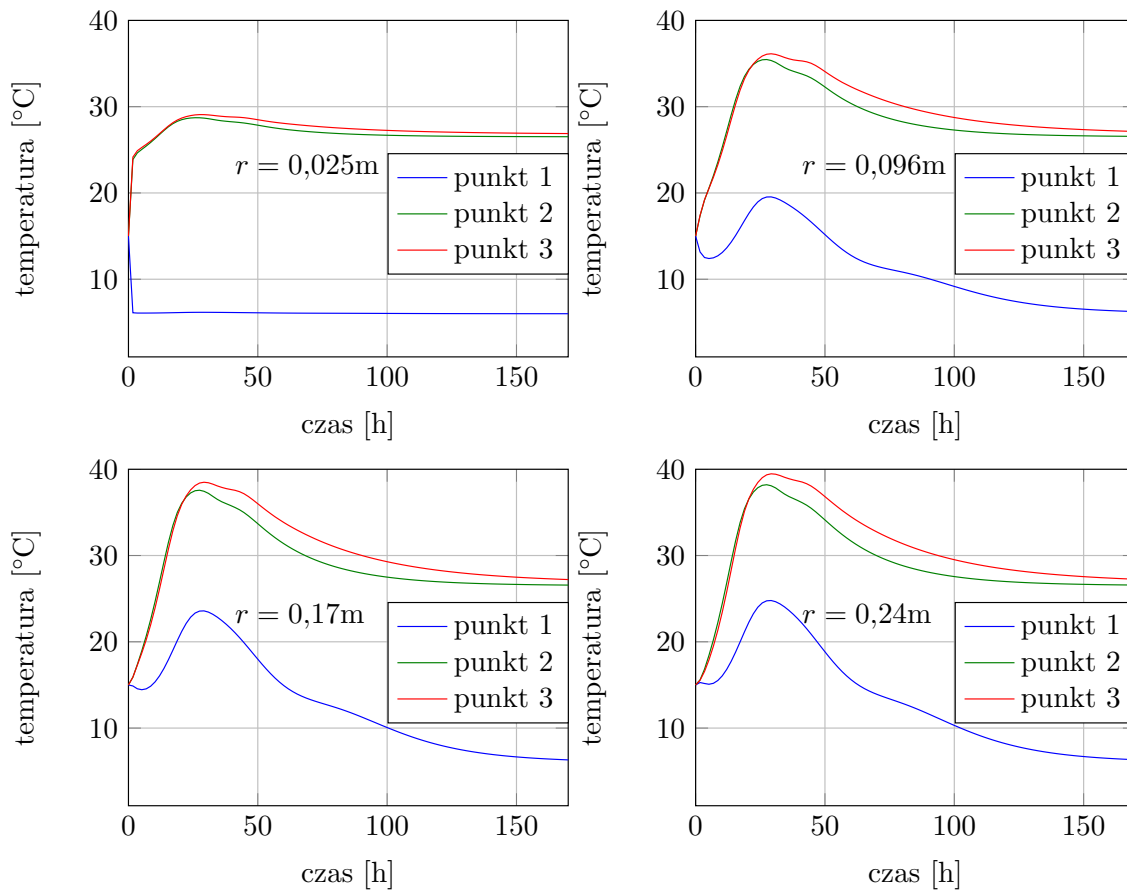 40
30
20
10
temperatura [°C]
r = 0,025m
punkt 1
punkt 2
punkt 3
0
50
100
150
czas [h]
40
30
20
10
temperatura [°C]
r = 0,096m
punkt 1
punkt 2
punkt 3
0
50
100
150
czas [h]
40
30
20
10
temperatura [°C]
r = 0,17m
punkt 1
punkt 2
punkt 3
0
50
100
150
czas [h]
40
30
20
10
temperatura [°C]
r = 0,24m
punkt 1
punkt 2
punkt 3
0
50
100
150
czas [h]